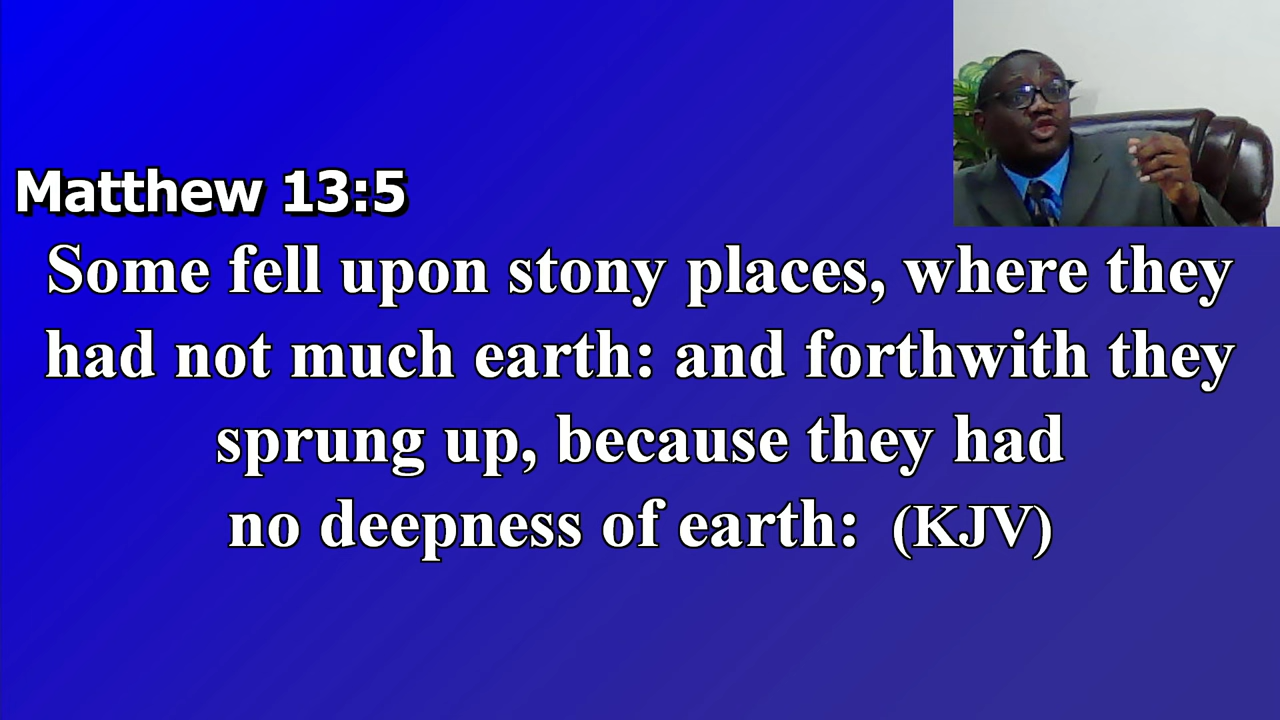 Matthew 13:5
Some fell upon stony places, where they
had not much earth: and forthwith they
sprung up, because they had
no deepness of earth: (KJV)